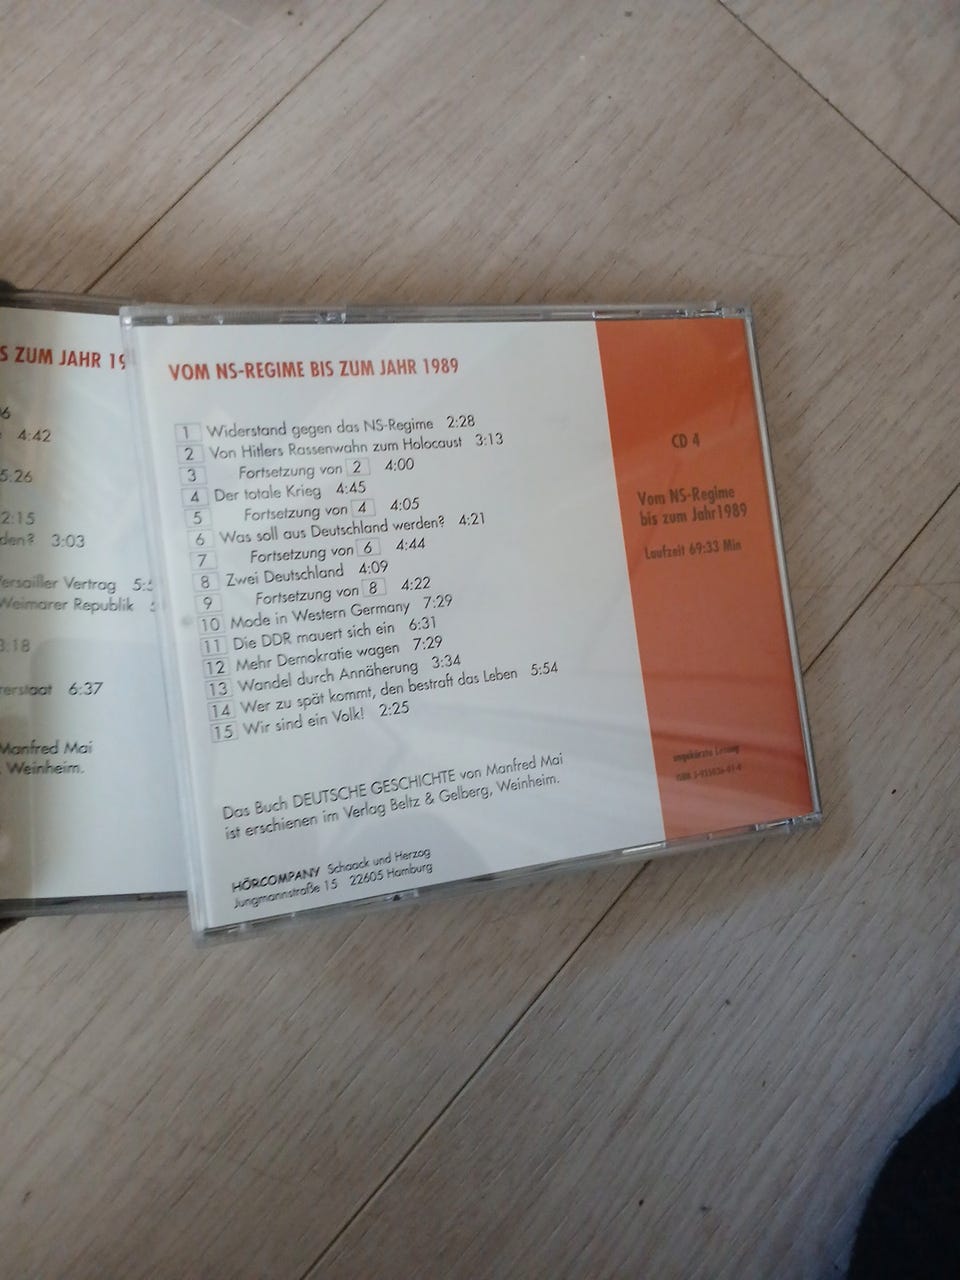 S ZUM JAHR 19
4:42
5:26
2:15
den? 3:03
ersailler Vertrag
Weimarer Republik
3:18
6:37
Manfred Mai
Weinheim.
VOM NS-REGIME BIS ZUM JAHR 1989
1 Widerstand gegen das NS-Regime 2:28
2 Von Hitlers Rassenwahn zum Holocaust 3:13
3 Fortsetzung von 2 4:00
4 Der totale Krieg 4:45
5 Fortsetzung von 4 4:05
6 Was soll aus Deutschland werden? 4:21
7 Fortsetzung von 6 4:44
8 Zwei Deutschland 4:09
9 Fortsetzung von 8 4:22
10 Mode in Western Germany 7:29
11 Die DDR mauert sich ein 6:31
12 Mehr Demokratie wagen 7:29
13 Wandel durch Annäherung 3:34
14 Wer zu spät kommt, den bestraft das Leben 5:54
15 Wir sind ein Volk! 2:25
Das Buch DEUTSCHE GESCHICHTE von Manfred Mai
ist erschienen im Verlag Beltz & Gelberg, Weinheim.
HÖRCOMPANY Schaack und Herzog
Jungmannstraße 15 22605 Hamburg
CD 4
Vom NS-Regime
bis zum Jahr1989
Laufzeit 69:33 Min
ungekürzte Lesung
ISBN